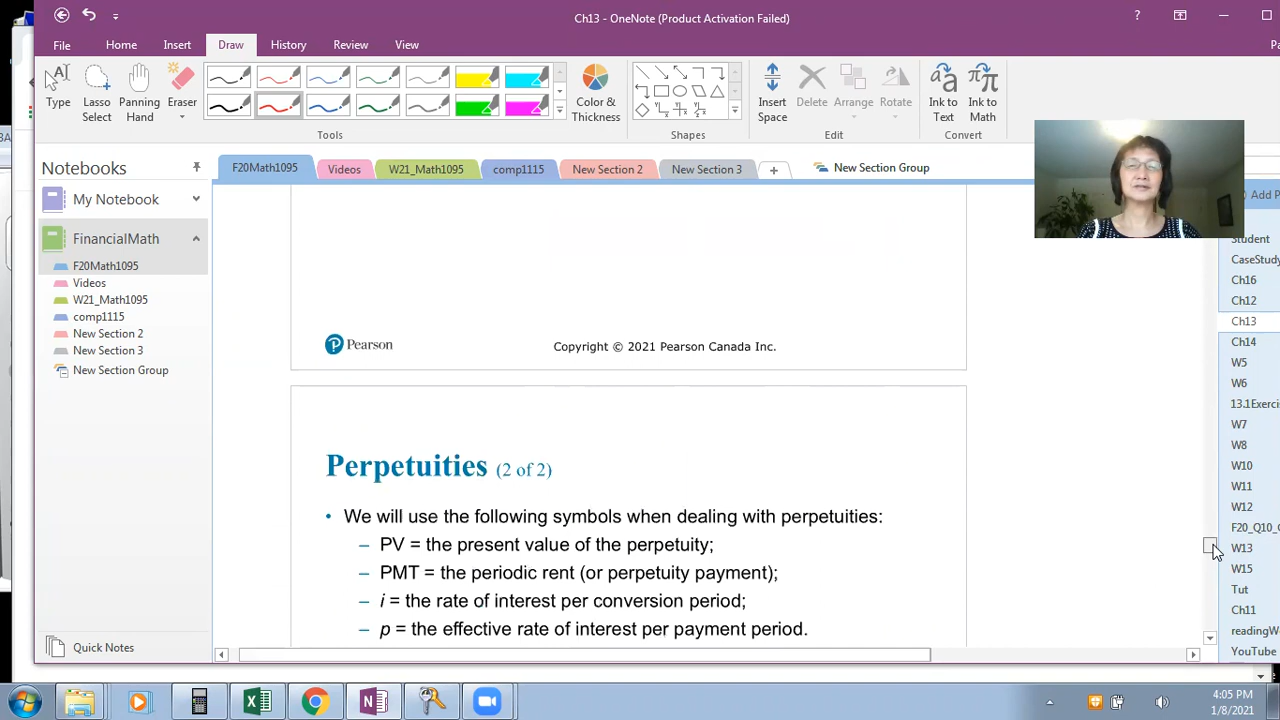 Ch13 - OneNote (Product Activation Failed)
File
Home
Insert
Draw
History
Review
View
Type
Lasso Select
Panning Hand
Eraser
Color & Thickness
Insert Space
Delete
Arrange
Rotate
Ink to Text
Ink to Math
Tools
Shapes
Edit
Convert
Notebooks
My Notebook
FinancialMath
F20Math1095
Videos
W21_Math1095
comp1115
New Section 2
New Section 3
New Section Group
Quick Notes
F20Math1095
Videos
W21_Math1095
comp1115
New Section 2
New Section 3
New Section Group
Pearson
Copyright © 2021 Pearson Canada Inc.
Perpetuities (2 of 2)
• We will use the following symbols when dealing with perpetuities:
– PV = the present value of the perpetuity;
– PMT = the periodic rent (or perpetuity payment);
– i = the rate of interest per conversion period;
– p = the effective rate of interest per payment period.
Add P
Student
CaseStudy
Ch16
Ch12
Ch13
Ch14
W5
W6
13.1Exerci
W7
W8
W10
W11
W12
F20_Q10_
W13
W15
Tut
Ch11
readingW
YouTube
4:05 PM
1/8/2021